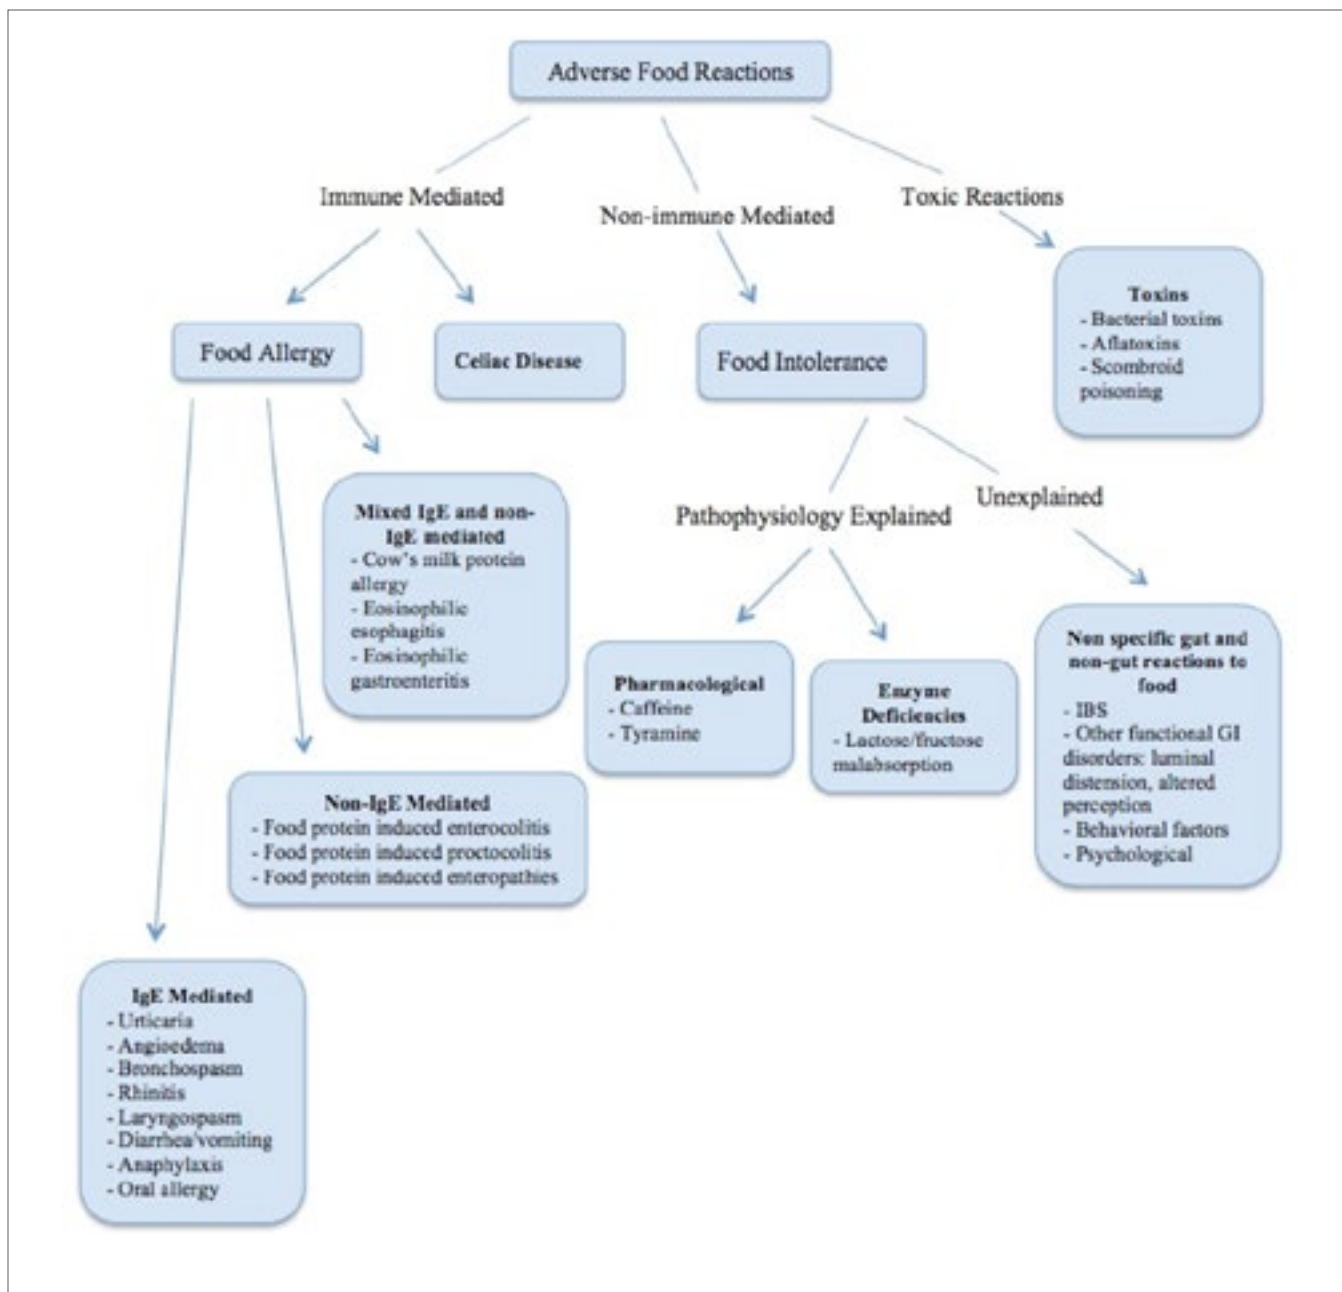 Adverse Food Reactions
Immune Mediated
Non-immune Mediated
Toxic Reactions
Toxins
- Bacterial toxins
- Aflatoxins
- Scombroid
poisoning
Food Allergy
Celiac Disease
Food Intolerance
Mixed IgE and non-
IgE mediated
- Cow's milk protein
allergy
- Eosinophilic
esophagitis
- Eosinophilic
gastroenteritis
Pathophysiology Explained
Unexplained
Pharmacological
- Caffeine
- Tyramine
Enzyme
Deficiencies
- Lactose/fructose
malabsorption
Non specific gut and
non-gut reactions to
food
- IBS
- Other functional GI
disorders: luminal
distension, altered
perception
- Behavioral factors
- Psychological
Non-IgE Mediated
- Food protein induced enterocolitis
- Food protein induced proctocolitis
- Food protein induced enteropathies
IgE Mediated
- Urticaria
- Angioedema
- Bronchospasm
- Rhinitis
- Laryngospasm
- Diarrhea/vomiting
- Anaphylaxis
- Oral allergy